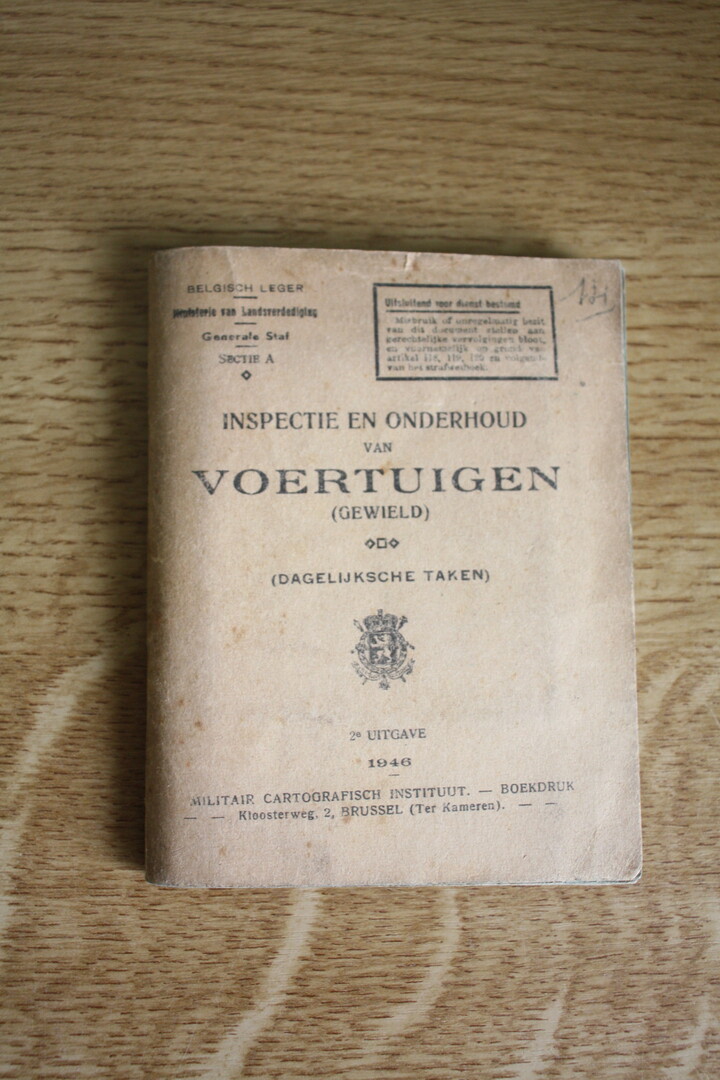 BELGISCH LEGER
Ministerie van Landsverdediging
Generale Staf
SECTIE A
Uitsluitend voor dienst bestemd
Misbruik of onregelmatig bezit
van dit document stellen aan
gerechtelijke vervolgingen bloot,
en voornamelijk op grond van
artikel 118, 119, 120 en volgende
van het strafwetboek.
INSPECTIE EN ONDERHOUD
VAN
VOERTUIGEN
(GEWIELD)
(DAGELIJKSCHE TAKEN)
2e UITGAVE
1946
MILITAIR CARTOGRAFISCH INSTITUUT. — BOEKDRUK
— — Kloosterweg, 2, BRUSSEL (Ter Kameren). — —